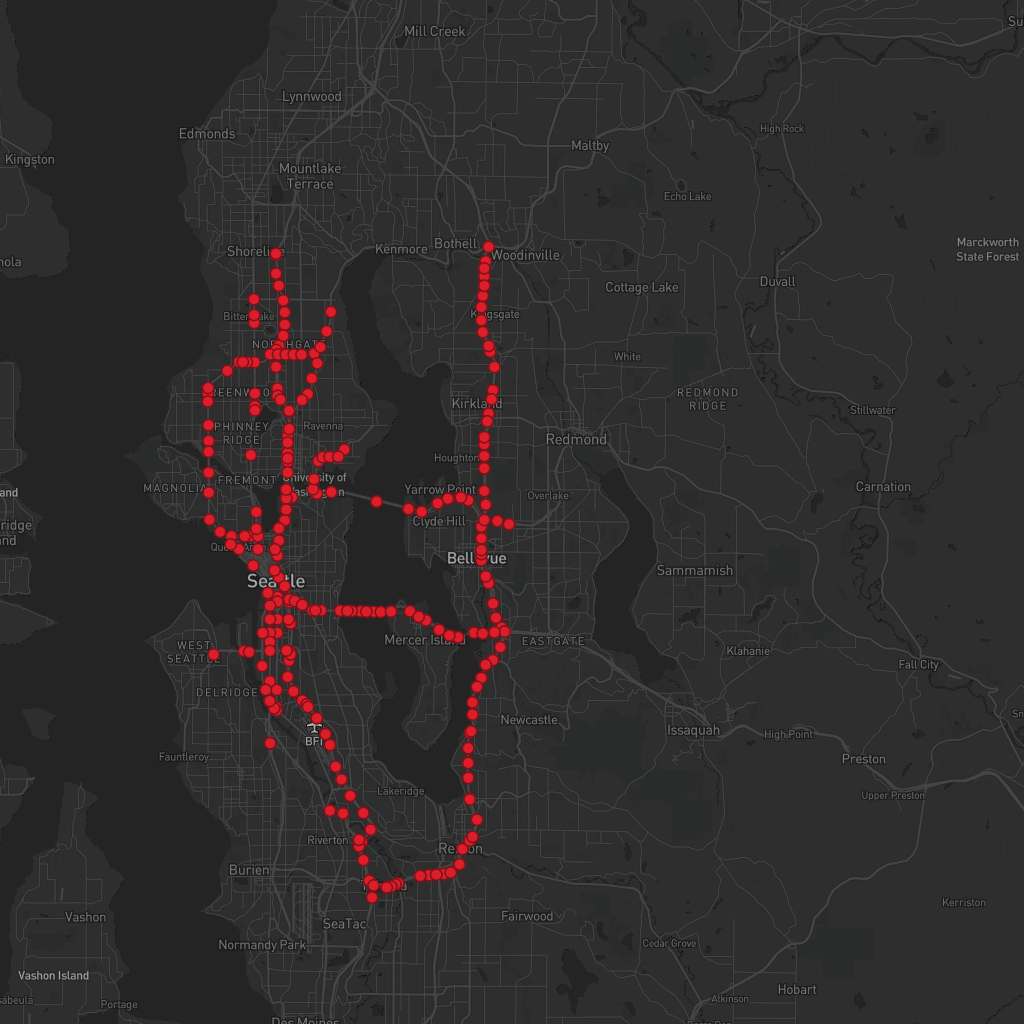 Mill Creek
Su
Lynnwood
Edmonds
High Rock
Maltby
Kingston
Mountlake
Terrace
Echo Lake
Marckworth
State Forest
Shoreline
Kenmore
Bothell
Woodinville
nola
Duvall
Cottage Lake
Bitter Lake
Kingsgate
NORTHGATE
White
GREENWOOD
Kirkland
REDMOND
RIDGE
Stillwater
PHINNEY
RIDGE
Ravenna
Redmond
Houghton
FREMONT
University of
Washington
MAGNOLIA
Yarrow Point
Overlake
Carnation
and
Clyde Hill
ridge
nd
Queen Anne
Bellevue
Seattle
Sammamish
Mercer Island
EASTGATE
WEST
SEATTLE
Klahanie
Fall City
DELRIDGE
Newcastle
Sn
Issaquah
High Point
BFI
Fauntleroy
Preston
Lakeridge
Upper Preston
Riverton
Renton
Burien
Tukwila
Kerriston
Vashon
Fairwood
SeaTac
Normandy Park
Cedar Grove
Vashon Island
Hobart
sabeula
Portage
Atkinson
Des Moines